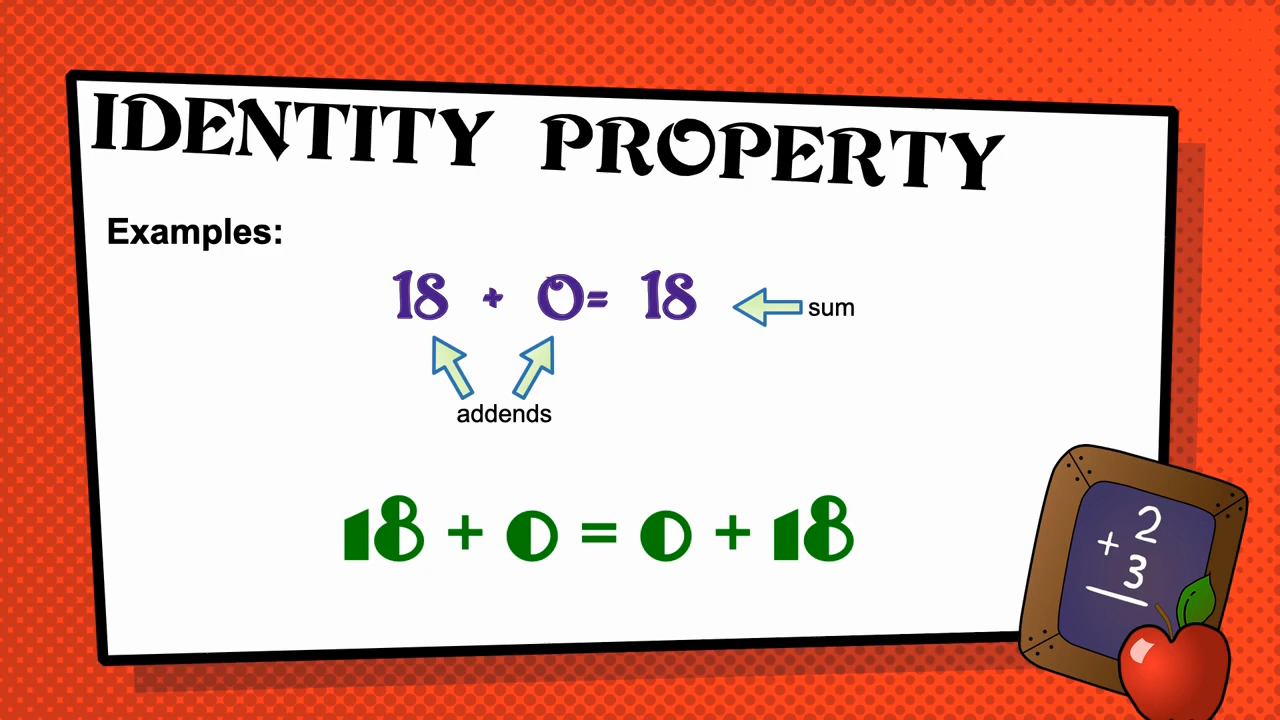 IDENTITY PROPERTY
Examples:
18 + 0= 18
sum
addends
18 + 0 = 0 + 18
2
+ 3